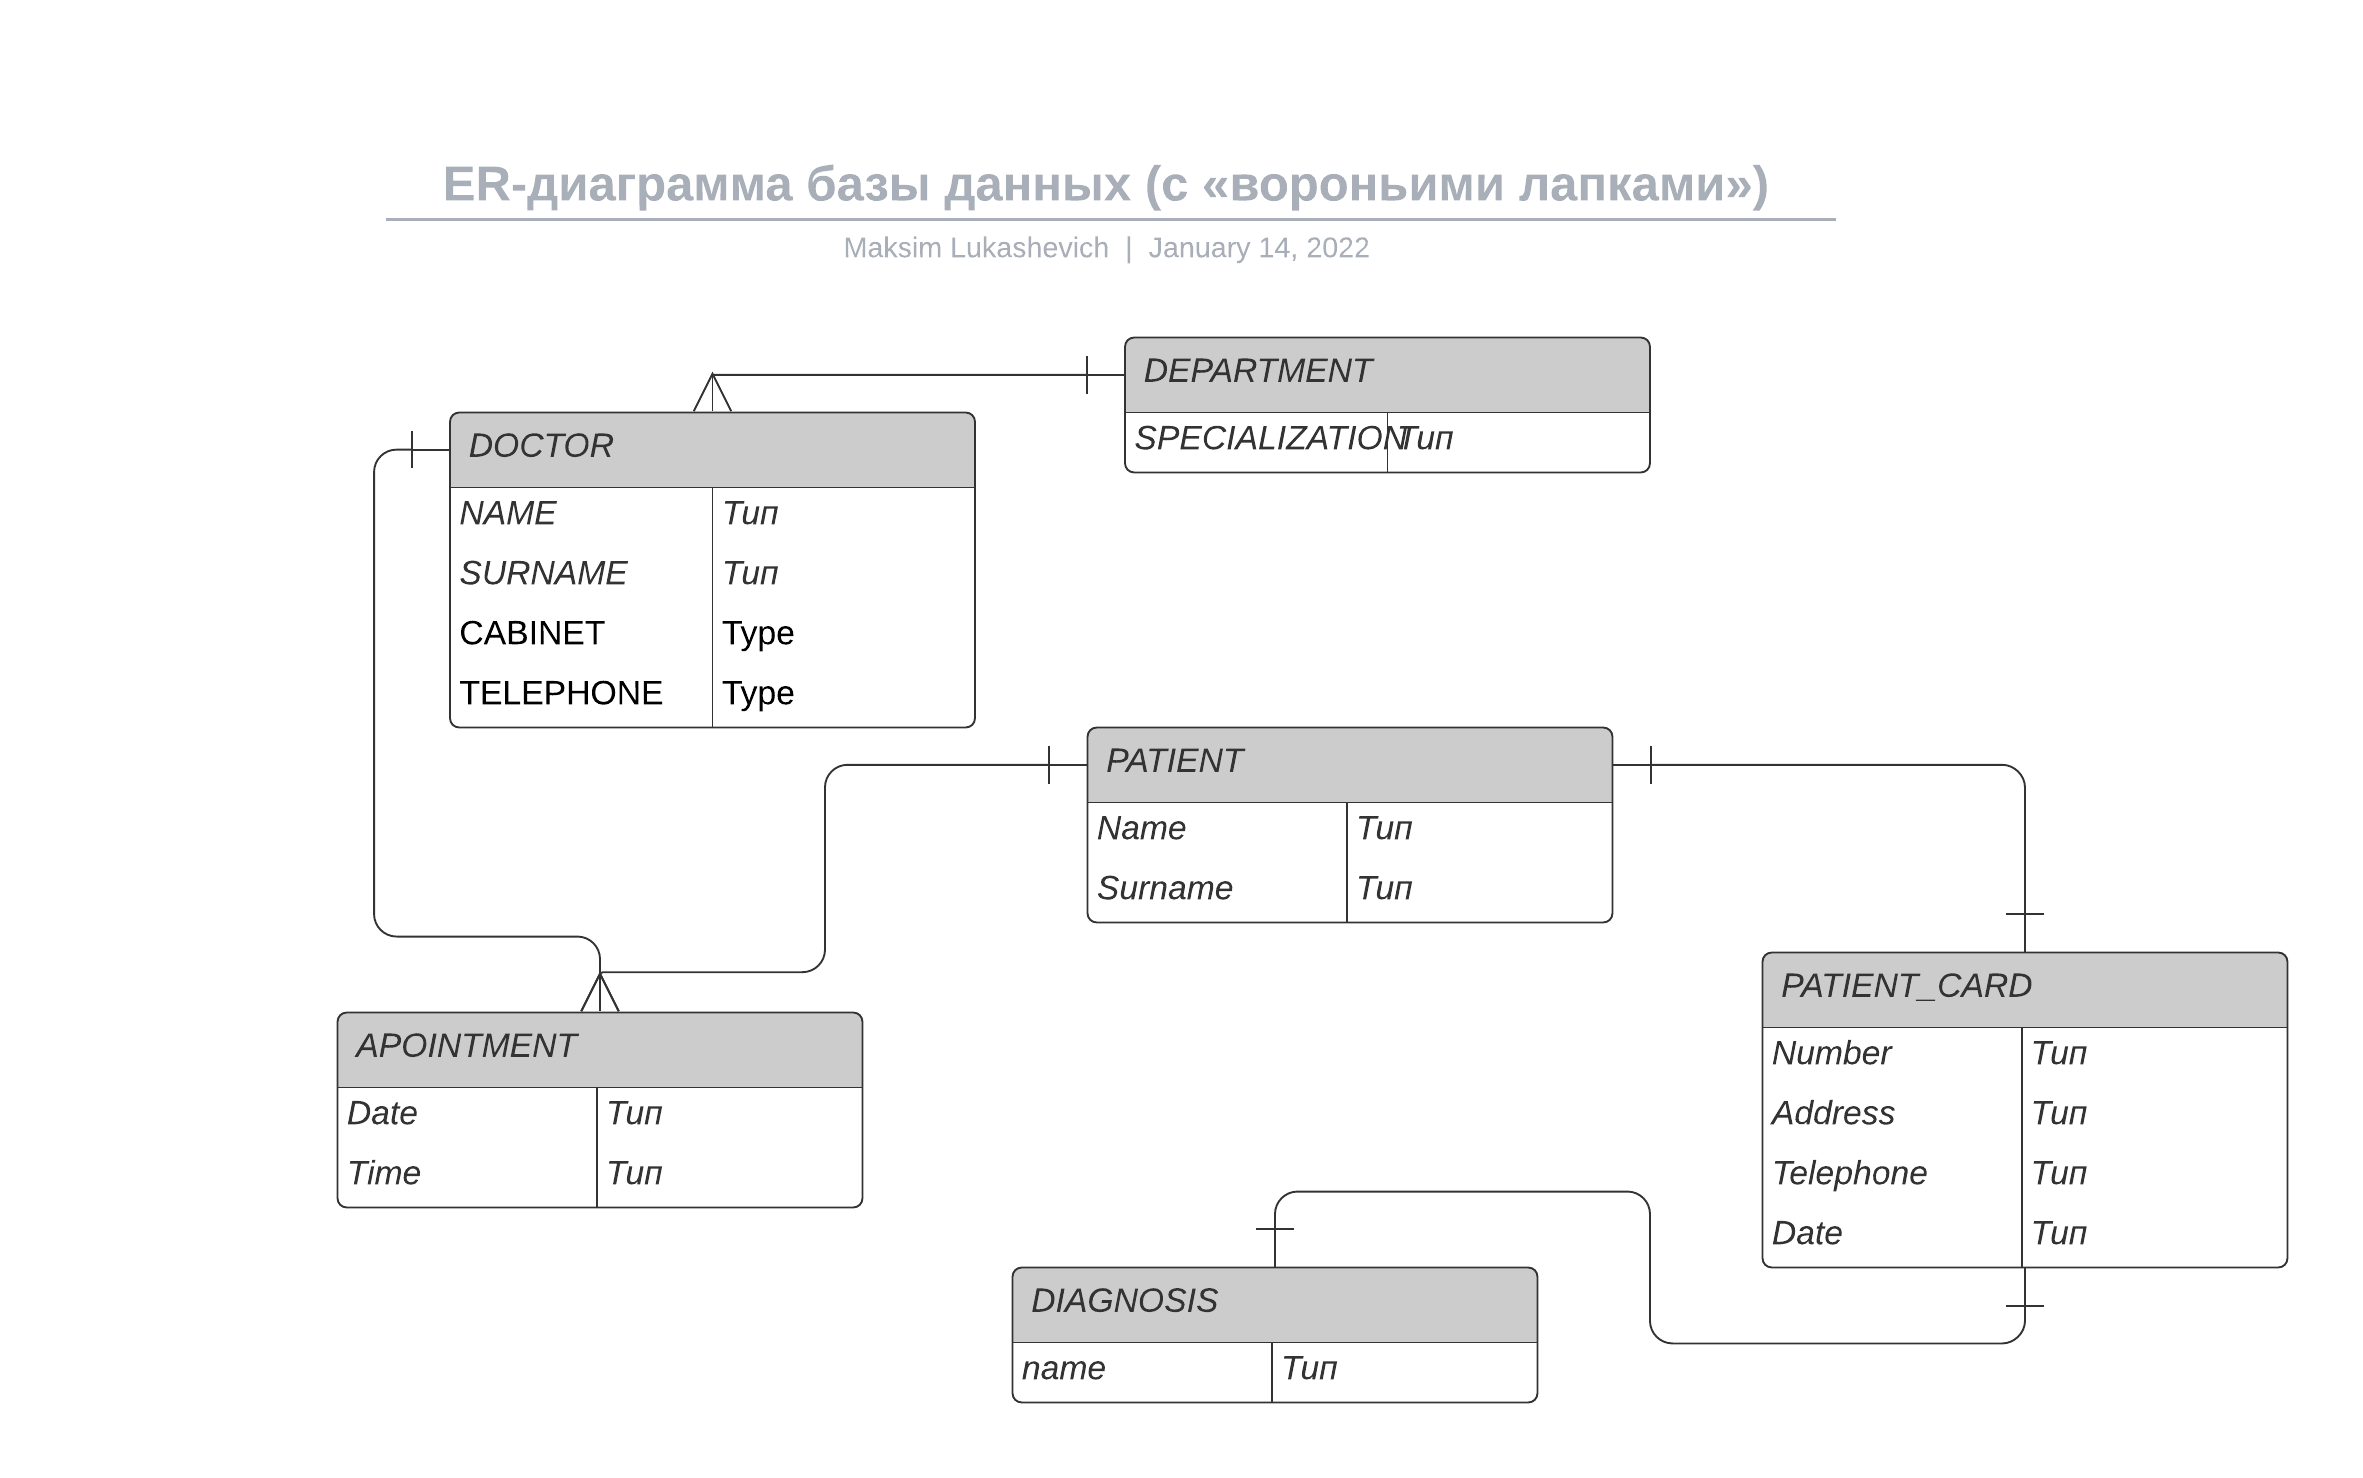 ER-диаграмма базы данных (с «вороньими лапками»)
Maksim Lukashevich | January 14, 2022
DEPARTMENT
SPECIALIZATION Тип
DOCTOR
NAME Тип
SURNAME Тип
CABINET Type
TELEPHONE Type
PATIENT
Name Тип
Surname Тип
PATIENT_CARD
Number Тип
Address Тип
Telephone Тип
Date Тип
APOINTMENT
Date Тип
Time Тип
DIAGNOSIS
name Тип